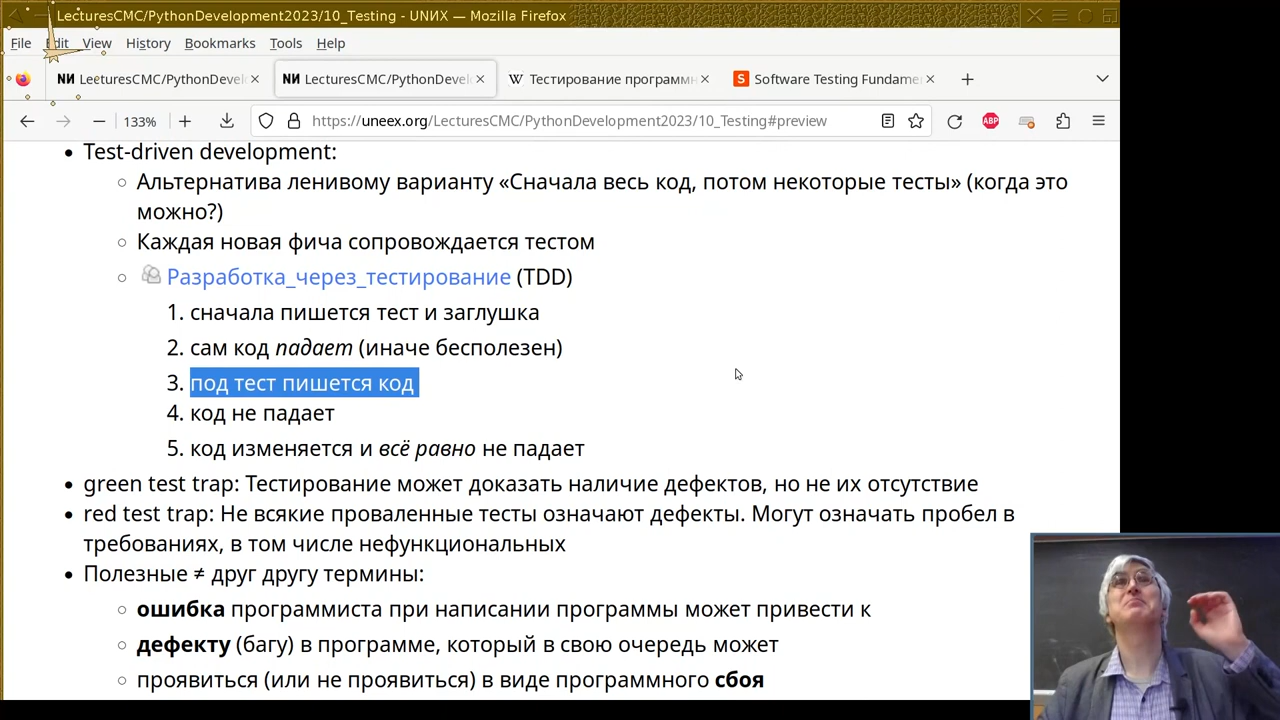 LecturesCMC/PythonDevelopment2023/10_Testing - UNИX — Mozilla Firefox
File Edit View History Bookmarks Tools Help
NИ LecturesCMC/PythonDevel NИ LecturesCMC/PythonDevel W Тестирование программн S Software Testing Fundame
133% https://uneex.org/LecturesCMC/PythonDevelopment2023/10_Testing#preview ABP
• Test-driven development:
○ Альтернатива ленивому варианту «Сначала весь код, потом некоторые тесты» (когда это
можно?)
○ Каждая новая фича сопровождается тестом
○ Разработка_через_тестирование (TDD)
1. сначала пишется тест и заглушка
2. сам код падает (иначе бесполезен)
3. под тест пишется код
4. код не падает
5. код изменяется и всё равно не падает
• green test trap: Тестирование может доказать наличие дефектов, но не их отсутствие
• red test trap: Не всякие проваленные тесты означают дефекты. Могут означать пробел в
требованиях, в том числе нефункциональных
• Полезные ≠ друг другу термины:
○ ошибка программиста при написании программы может привести к
○ дефекту (багу) в программе, который в свою очередь может
○ проявиться (или не проявиться) в виде программного сбоя